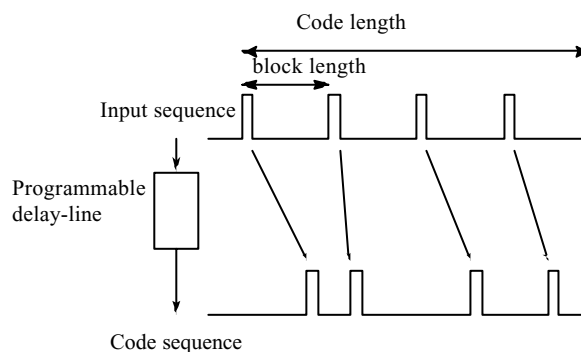 Code length
block length
Input sequence
Programmable
delay-line
Code sequence